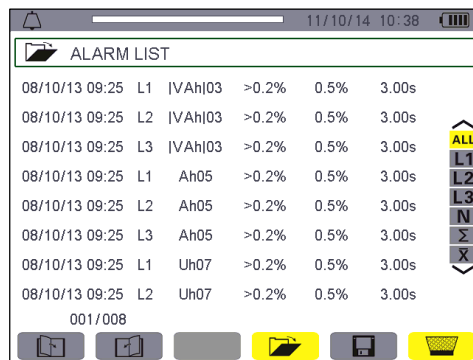 11/10/14 10:38
ALARM LIST
08/10/13 09:25 L1 |VAh|03 >0.2% 0.5% 3.00s
08/10/13 09:25 L2 |VAh|03 >0.2% 0.5% 3.00s
08/10/13 09:25 L3 |VAh|03 >0.2% 0.5% 3.00s
08/10/13 09:25 L1 Ah05 >0.2% 0.5% 3.00s
08/10/13 09:25 L2 Ah05 >0.2% 0.5% 3.00s
08/10/13 09:25 L3 Ah05 >0.2% 0.5% 3.00s
08/10/13 09:25 L1 Uh07 >0.2% 0.5% 3.00s
08/10/13 09:25 L2 Uh07 >0.2% 0.5% 3.00s
ALL
L1
L2
L3
N
Σ
X̅
001/008